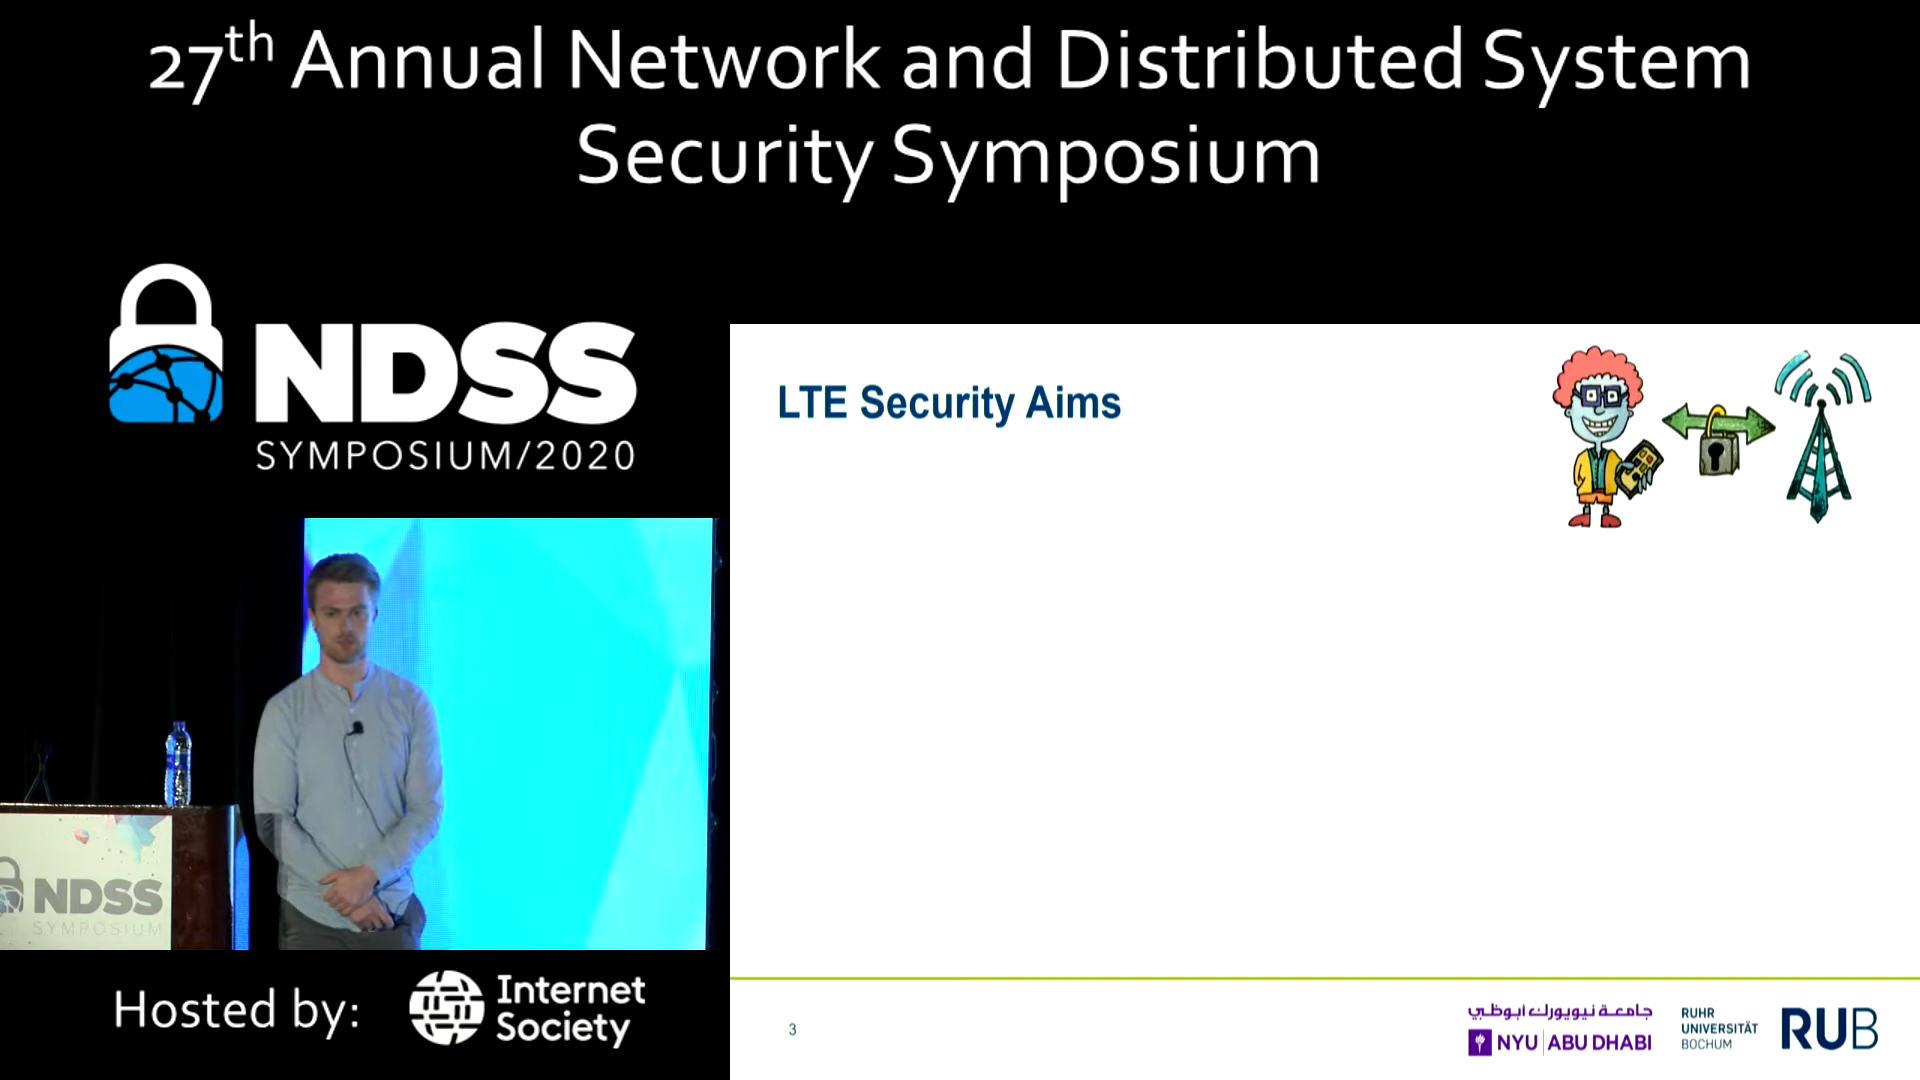 27th Annual Network and Distributed System
Security Symposium
NDSS
SYMPOSIUM/2020
LTE Security Aims
NDSS
SYMPOSIUM
Hosted by:
Internet
Society
3
جامعة نيويورك أبوظبي
NYU ABU DHABI
RUHR
UNIVERSITÄT
BOCHUM
RUB